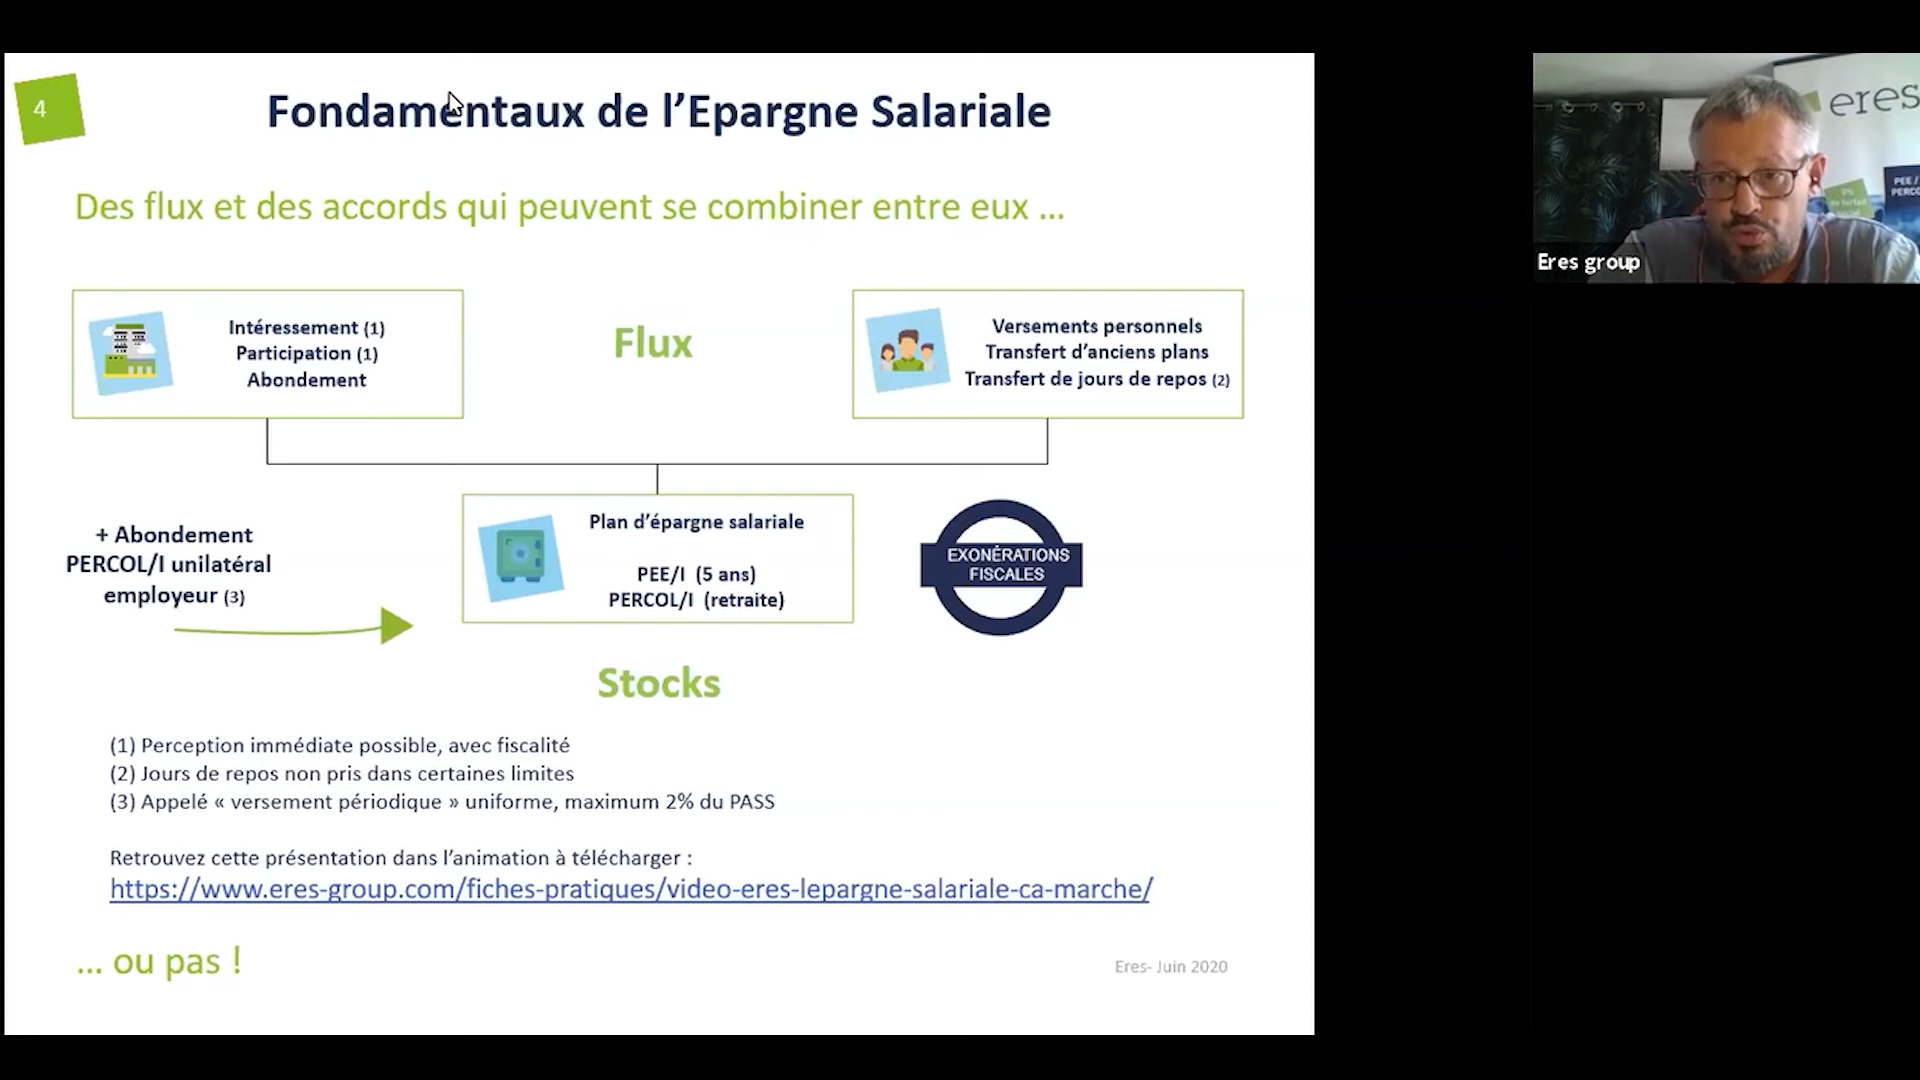 4
Fondamentaux de l’Epargne Salariale
Des flux et des accords qui peuvent se combiner entre eux ...
Intéressement (1)
Participation (1)
Abondement
Flux
Versements personnels
Transfert d’anciens plans
Transfert de jours de repos (2)
+ Abondement
PERCOL/I unilatéral
employeur (3)
Plan d’épargne salariale
PEE/I (5 ans)
PERCOL/I (retraite)
EXONÉRATIONS
FISCALES
Stocks
(1) Perception immédiate possible, avec fiscalité
(2) Jours de repos non pris dans certaines limites
(3) Appelé « versement périodique » uniforme, maximum 2% du PASS
Retrouvez cette présentation dans l’animation à télécharger :
https://www.eres-group.com/fiches-pratiques/video-eres-lepargne-salariale-ca-marche/
... ou pas !
Eres- Juin 2020
eres
PEE /
Eres group